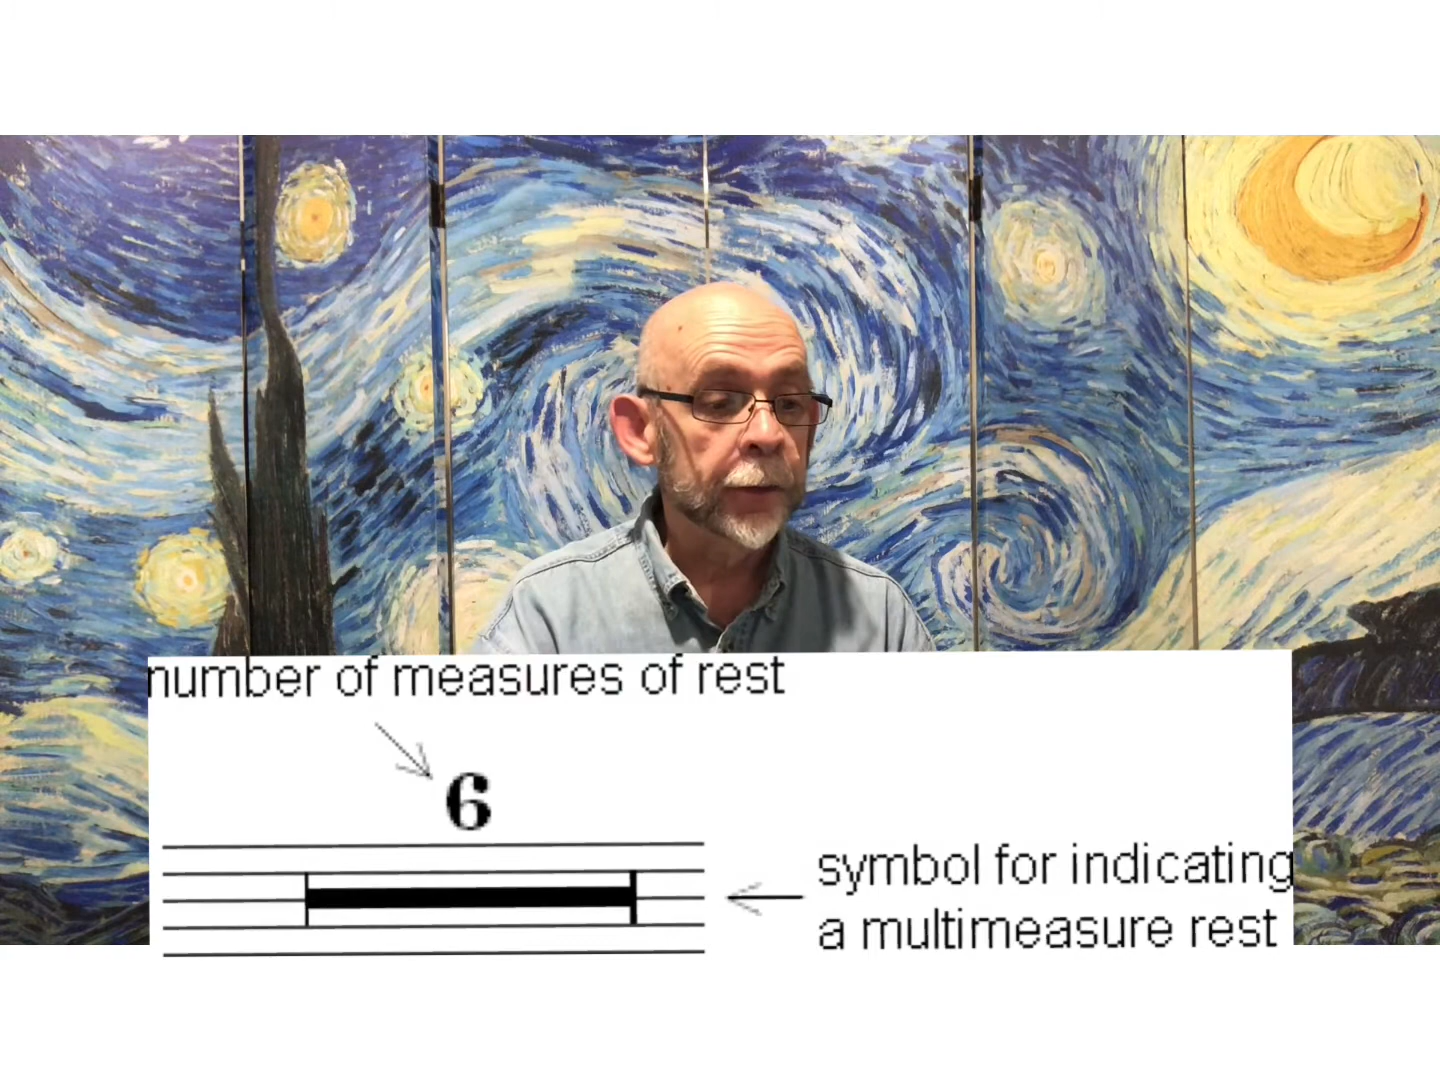 number of measures of rest
6
symbol for indicating
a multimeasure rest